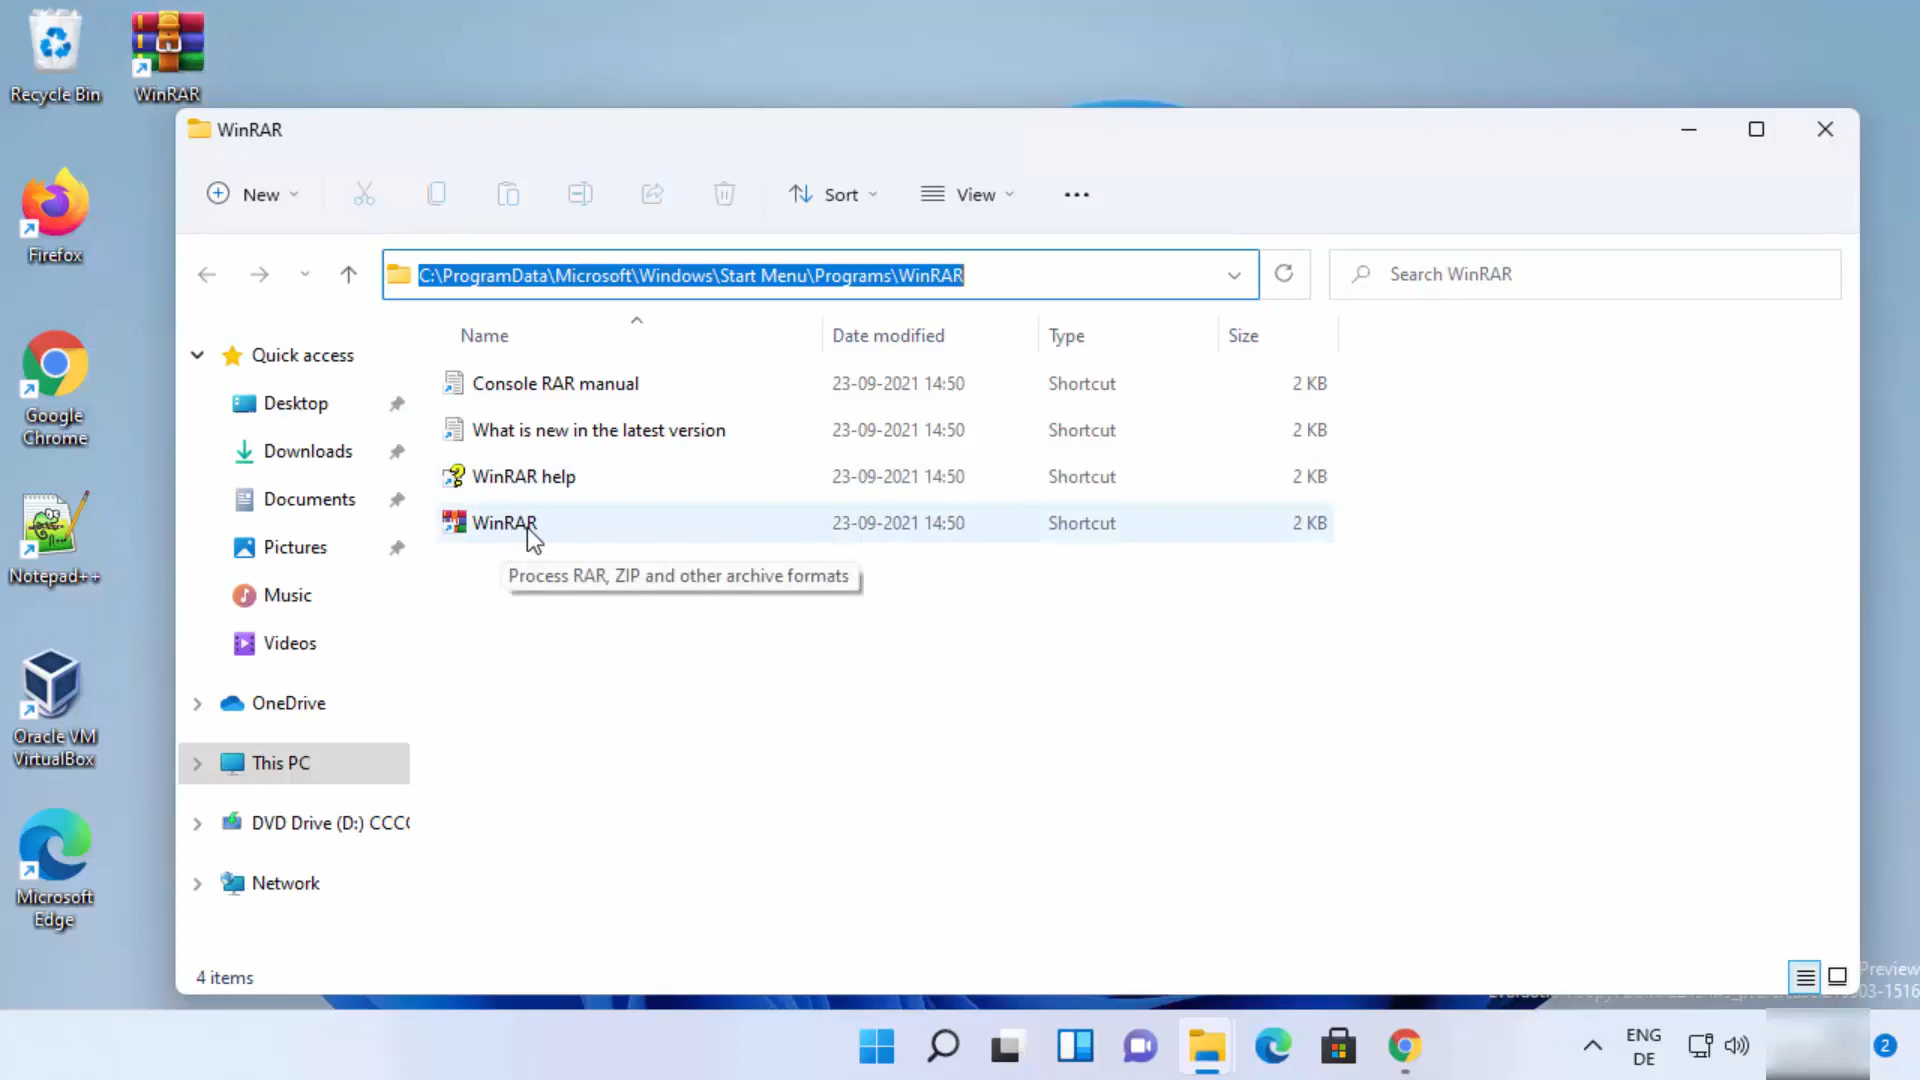 Recycle Bin
WinRAR
Firefox
Google
Chrome
Notepad++
Oracle VM
VirtualBox
Microsoft
Edge
WinRAR
New
Sort
View
C:\ProgramData\Microsoft\Windows\Start Menu\Programs\WinRAR
Search WinRAR
Quick access
Desktop
Downloads
Documents
Pictures
Music
Videos
OneDrive
This PC
DVD Drive (D:) CCCO
Network
Name Date modified Type Size
Console RAR manual 23-09-2021 14:50 Shortcut 2 KB
What is new in the latest version 23-09-2021 14:50 Shortcut 2 KB
WinRAR help 23-09-2021 14:50 Shortcut 2 KB
WinRAR 23-09-2021 14:50 Shortcut 2 KB
Process RAR, ZIP and other archive formats
4 items
Preview
03-1516
ENG
DE
2